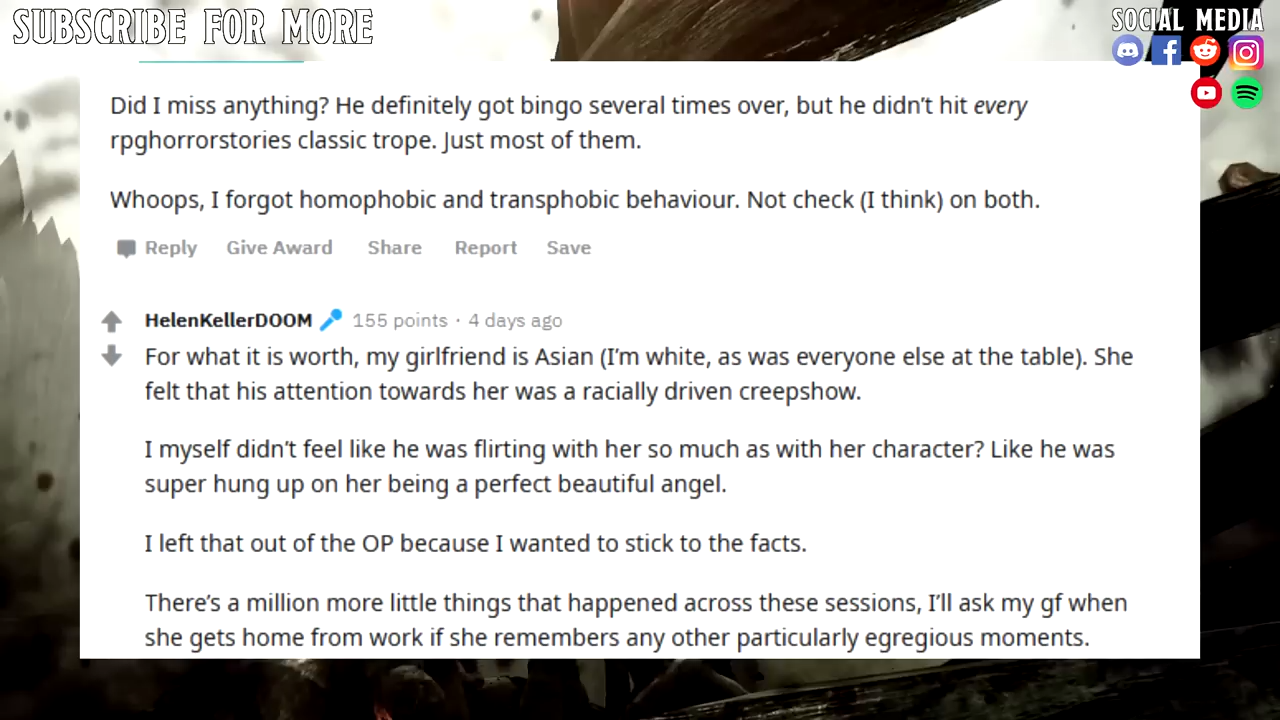 SUBSCRIBE FOR MORE
SOCIAL MEDIA
Did I miss anything? He definitely got bingo several times over, but he didn't hit every
rpghorrorstories classic trope. Just most of them.
Whoops, I forgot homophobic and transphobic behaviour. Not check (I think) on both.
Reply Give Award Share Report Save
HelenKellerDOOM 155 points · 4 days ago
For what it is worth, my girlfriend is Asian (I'm white, as was everyone else at the table). She
felt that his attention towards her was a racially driven creepshow.
I myself didn't feel like he was flirting with her so much as with her character? Like he was
super hung up on her being a perfect beautiful angel.
I left that out of the OP because I wanted to stick to the facts.
There's a million more little things that happened across these sessions, I'll ask my gf when
she gets home from work if she remembers any other particularly egregious moments.